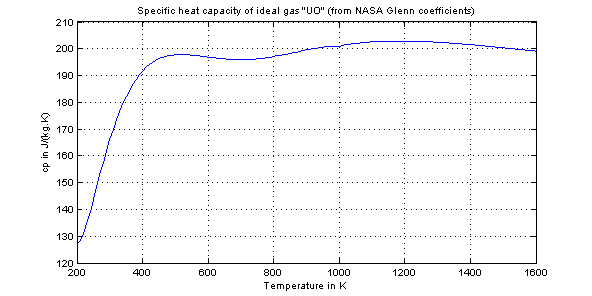 Specific heat capacity of ideal gas "UO" (from NASA Glenn coefficients)
210
200
190
180
170
160
150
140
130
120
cp in J/(kg.K)
200 400 600 800 1000 1200 1400 1600
Temperature in K